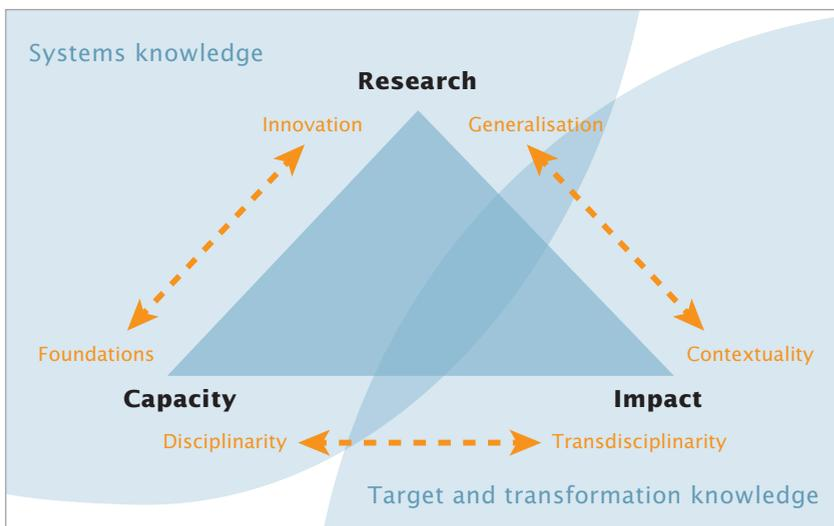 Systems knowledge
Research
Innovation
Generalisation
Foundations
Contextuality
Capacity
Impact
Disciplinarity
Transdisciplinarity
Target and transformation knowledge